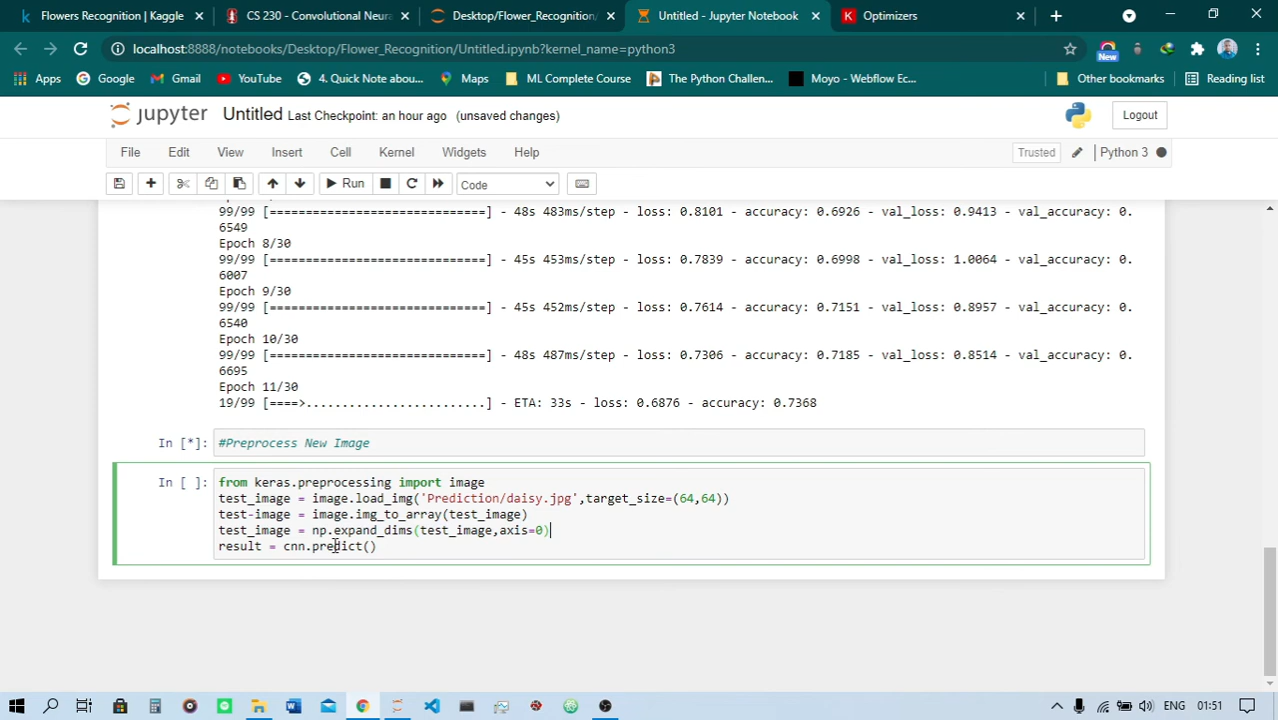 Flowers Recognition | Kaggle
CS 230 - Convolutional Neura
Desktop/Flower_Recognition/
Untitled - Jupyter Notebook
Optimizers
localhost:8888/notebooks/Desktop/Flower_Recognition/Untitled.ipynb?kernel_name=python3
New
Apps
Google
Gmail
YouTube
4. Quick Note abou...
Maps
ML Complete Course
The Python Challen...
Moyo - Webflow Ec...
Other bookmarks
Reading list
jupyter Untitled Last Checkpoint: an hour ago (unsaved changes)
Logout
File Edit View Insert Cell Kernel Widgets Help
Trusted Python 3
Run Code
99/99 [==============================] - 48s 483ms/step - loss: 0.8101 - accuracy: 0.6926 - val_loss: 0.9413 - val_accuracy: 0.
6549
Epoch 8/30
99/99 [==============================] - 45s 452ms/step - loss: 0.7839 - accuracy: 0.6998 - val_loss: 1.0064 - val_accuracy: 0.
6007
Epoch 9/30
99/99 [==============================] - 45s 452ms/step - loss: 0.7614 - accuracy: 0.7151 - val_loss: 0.8957 - val_accuracy: 0.
6540
Epoch 10/30
99/99 [==============================] - 48s 487ms/step - loss: 0.7306 - accuracy: 0.7185 - val_loss: 0.8514 - val_accuracy: 0.
6695
Epoch 11/30
19/99 [====>.........................] - ETA: 33s - loss: 0.6876 - accuracy: 0.7368
In [*]: #Preprocess New Image
In [ ]: from keras.preprocessing import image
test_image = image.load_img('Prediction/daisy.jpg',target_size=(64,64))
test-image = image.img_to_array(test_image)
test_image = np.expand_dims(test_image,axis=0)
result = cnn.predict()
ENG 01:51